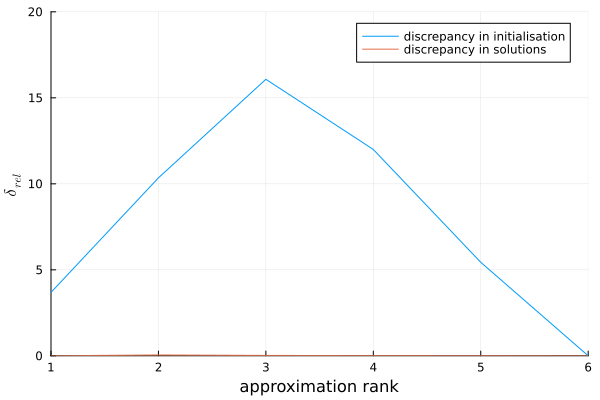 20
discrepancy in initialisation
discrepancy in solutions
15
10
5
0
δ rel
1 2 3 4 5 6
approximation rank